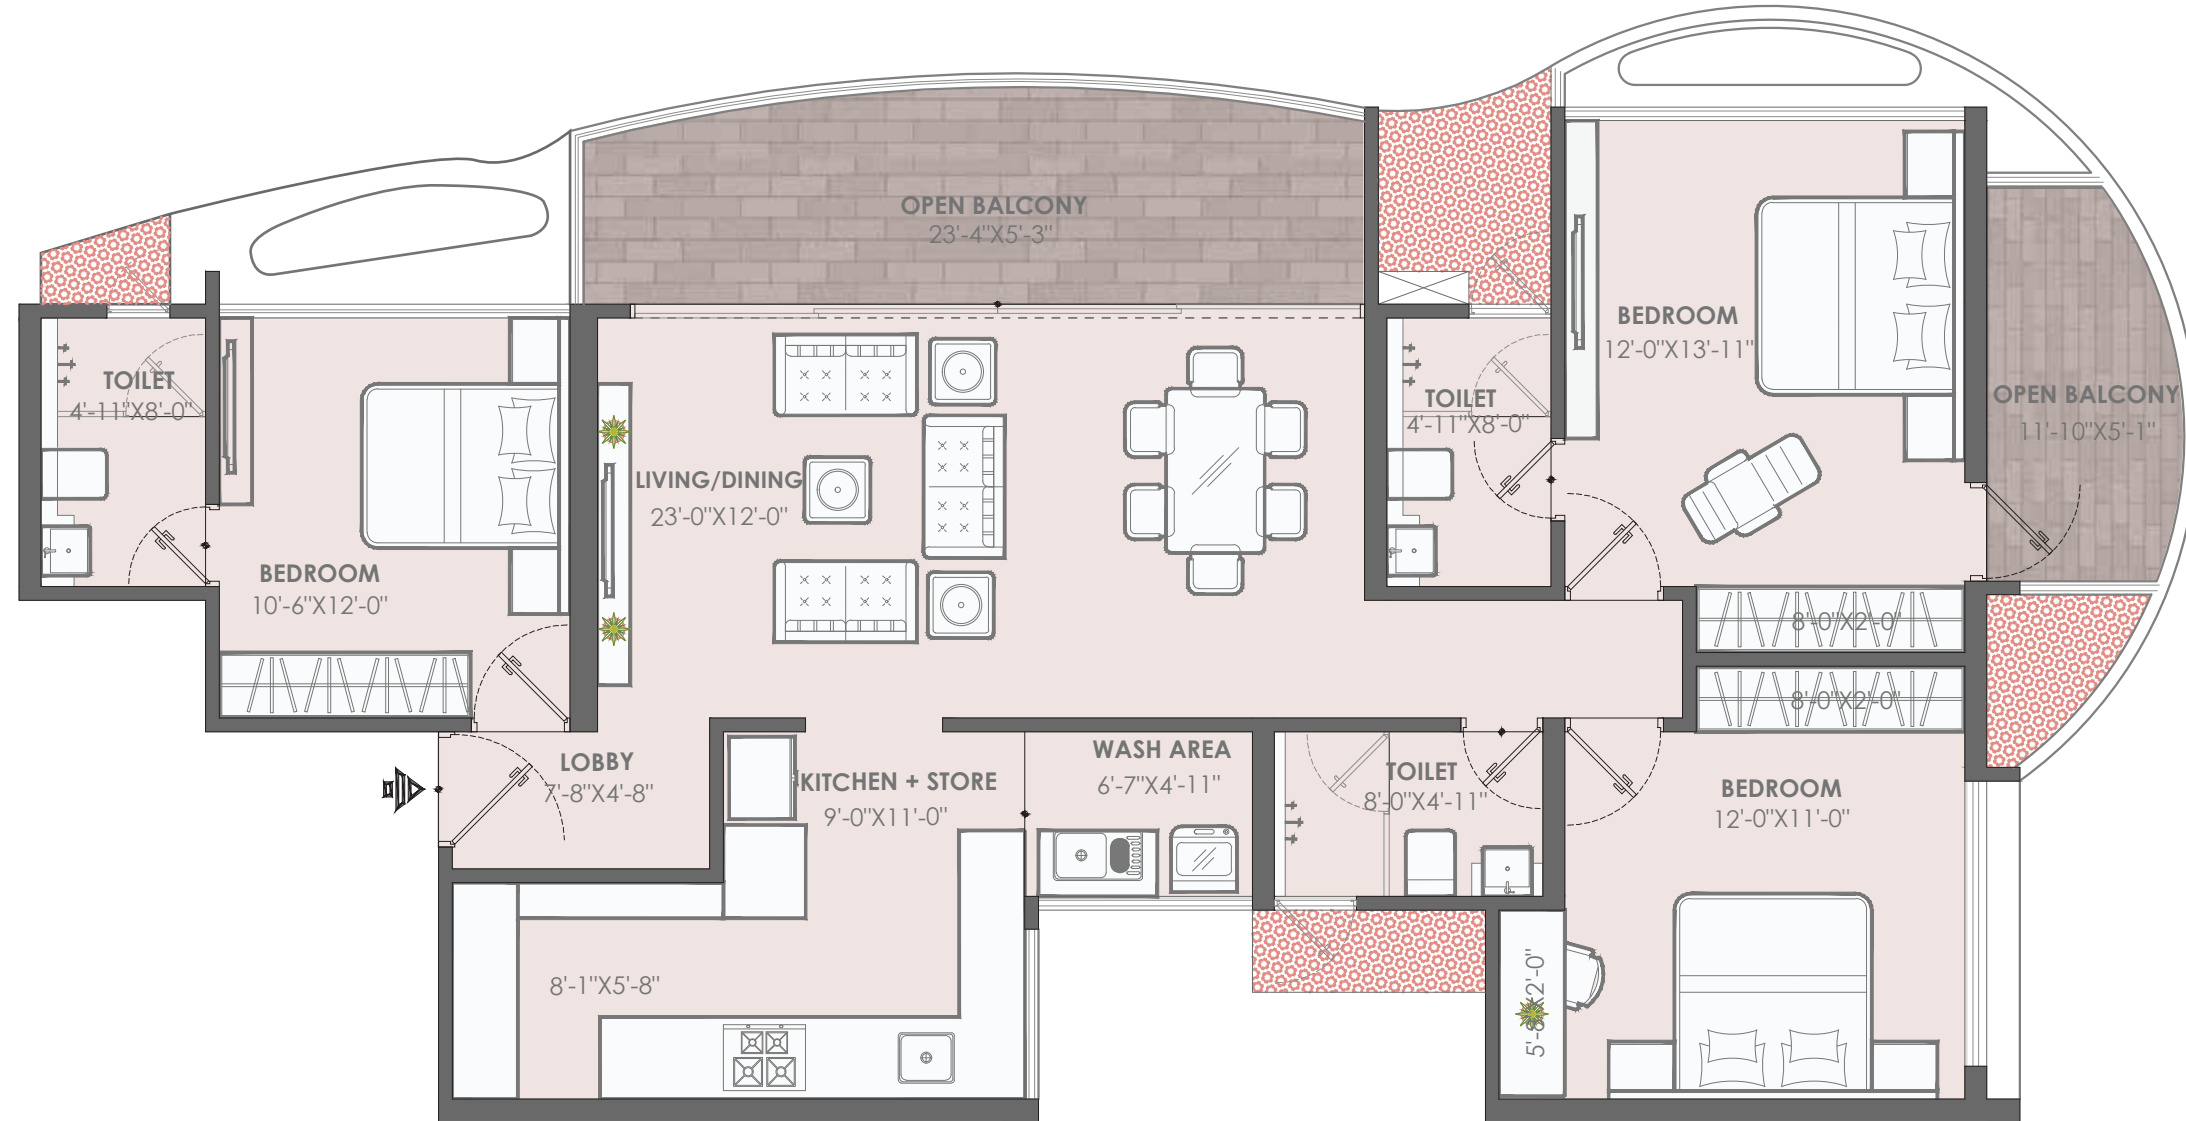 OPEN BALCONY
23'-4"X5'-3"
BEDROOM
12'-0"X13'-11"
TOILET
4'-11"X8'-0"
TOILET
4'-11"X8'-0"
OPEN BALCONY
11'-10"X5'-1"
LIVING/DINING
23'-0"X12'-0"
BEDROOM
10'-6"X12'-0"
8'-0"X2'-0"
8'-0"X2'-0"
LOBBY
7'-8"X4'-8"
KITCHEN + STORE
9'-0"X11'-0"
WASH AREA
6'-7"X4'-11"
TOILET
8'-0"X4'-11"
BEDROOM
12'-0"X11'-0"
8'-1"X5'-8"
5'-8"X2'-0"